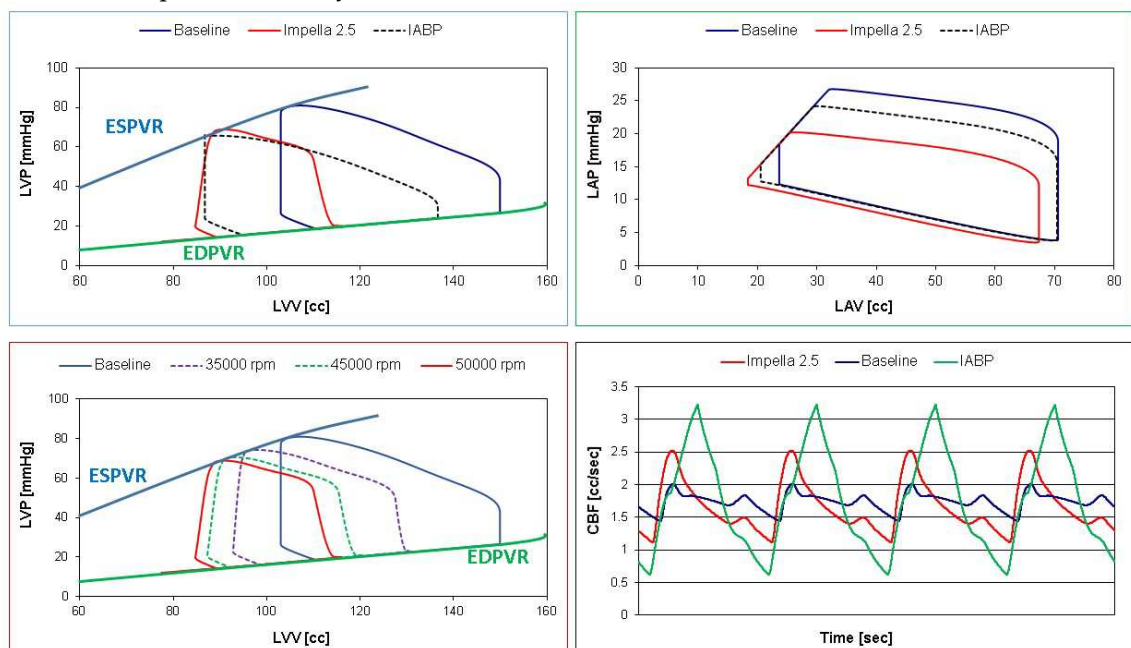 Baseline Impella 2.5 IABP
LVP [mmHg]
100
80
60
40
20
0
ESPVR
EDPVR
60 80 100 120 140 160
LVV [cc]
Baseline Impella 2.5 IABP
LAP [mmHg]
30
25
20
15
10
5
0
0 10 20 30 40 50 60 70 80
LAV [cc]
Baseline 35000 rpm 45000 rpm 50000 rpm
LVP [mmHg]
100
80
60
40
20
0
ESPVR
EDPVR
60 80 100 120 140 160
LVV [cc]
Impella 2.5 Baseline IABP
CBF [cc/sec]
3.5
3
2.5
2
1.5
1
0.5
0
Time [sec]